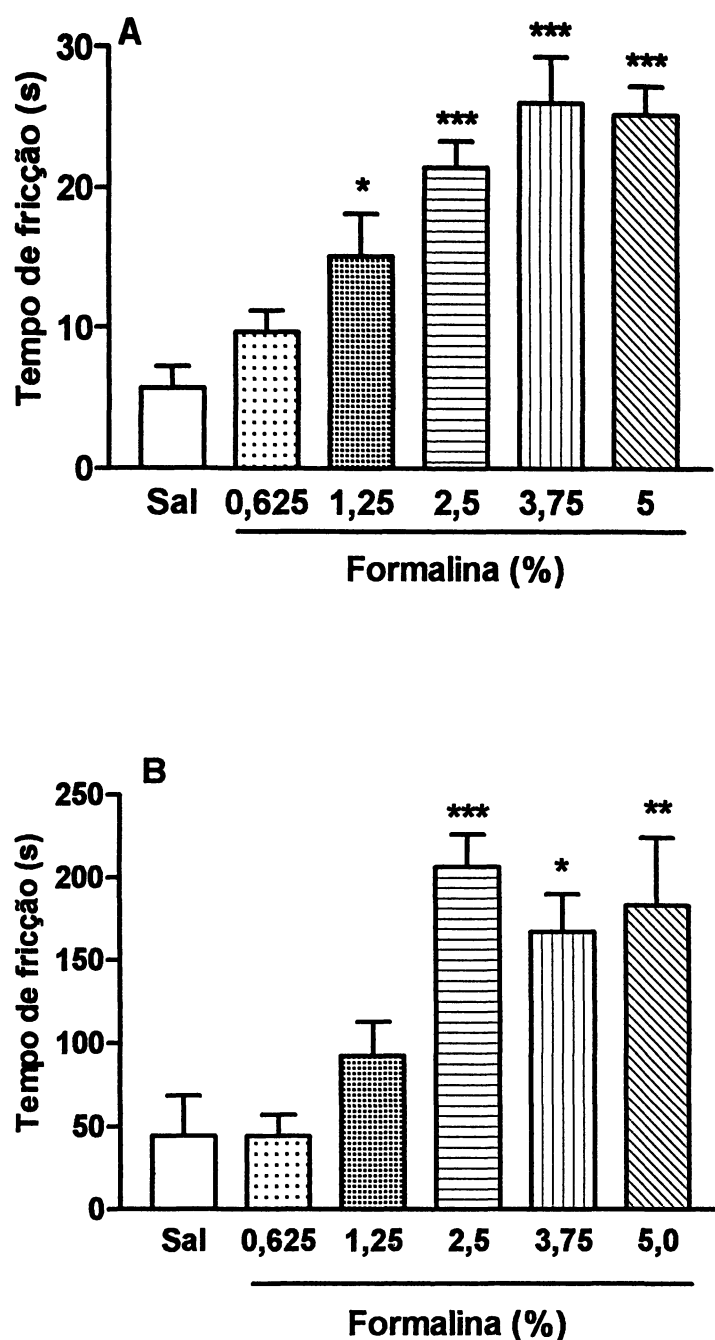 A
Tempo de fricção (s)
30
20
10
0
*
***
***
***
Sal 0,625 1,25 2,5 3,75 5
Formalina (%)
B
Tempo de fricção (s)
250
200
150
100
50
0
***
*
**
Sal 0,625 1,25 2,5 3,75 5,0
Formalina (%)